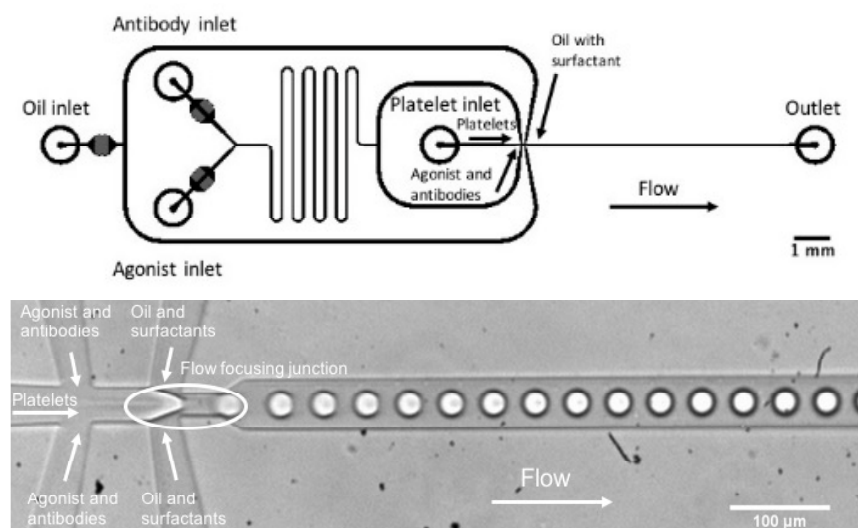 Antibody inlet
Oil with
surfactant
Oil inlet
Platelet inlet
Platelets
Outlet
Agonist and
antibodies
Flow
1 mm
Agonist inlet
Agonist and
antibodies
Oil and
surfactants
Flow focusing junction
Platelets
Flow
Agonist and
antibodies
Oil and
surfactants
100 µm